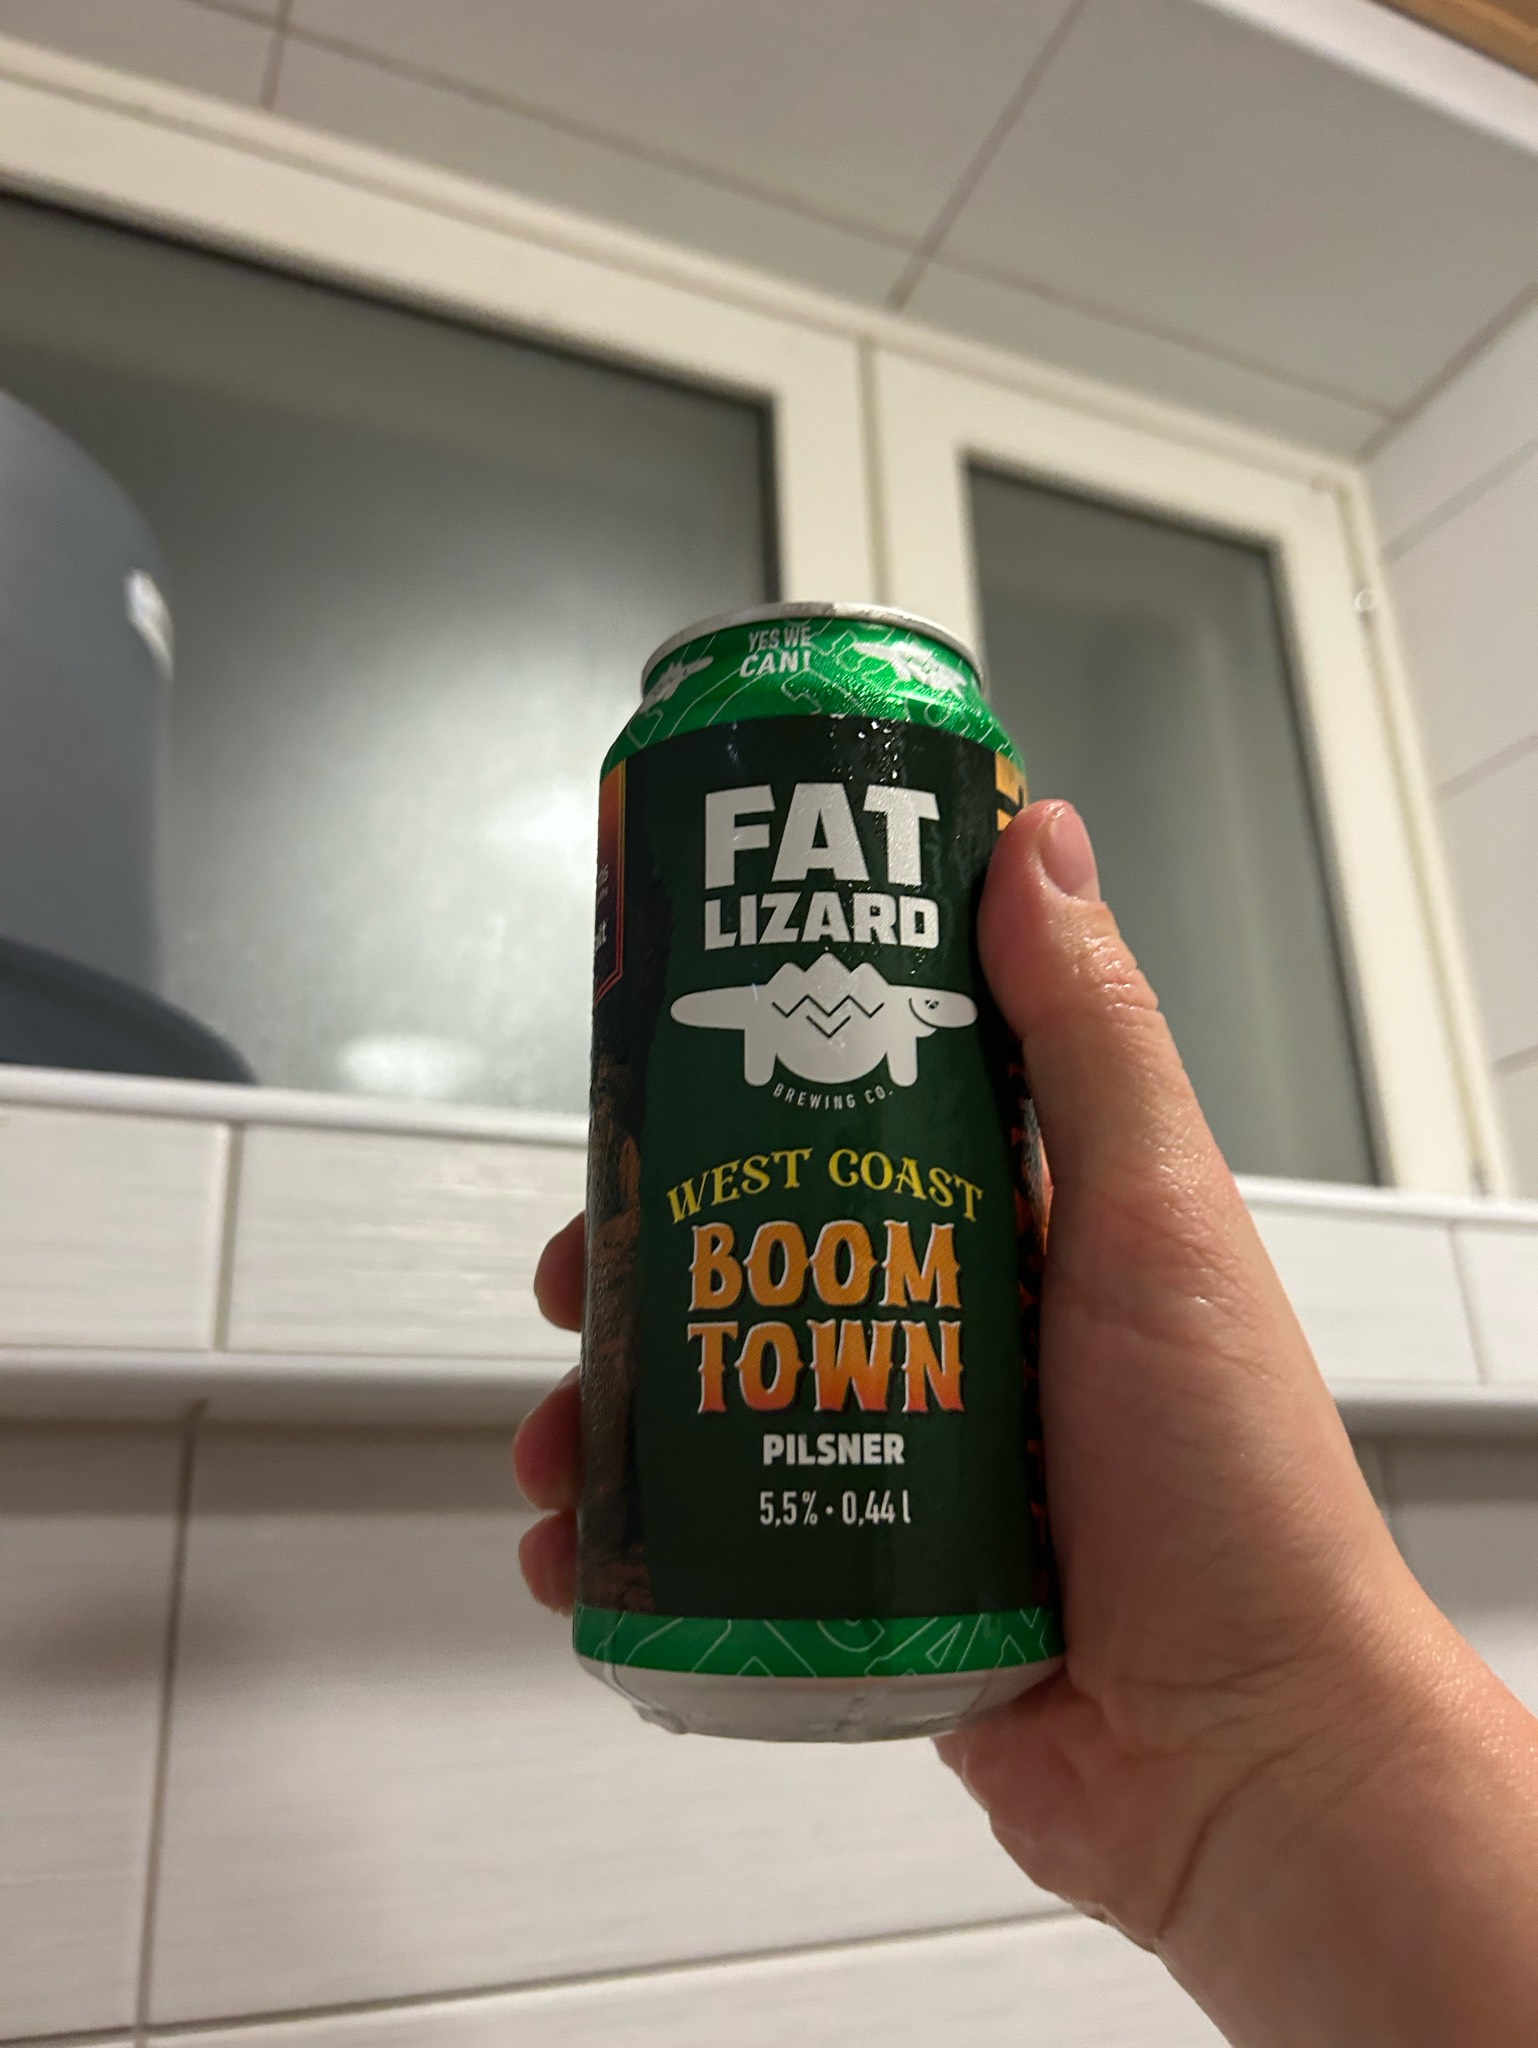 YES WE
CAN!
FAT
LIZARD
BREWING CO.
WEST COAST
BOOM
TOWN
PILSNER
5,5% · 0,44 l